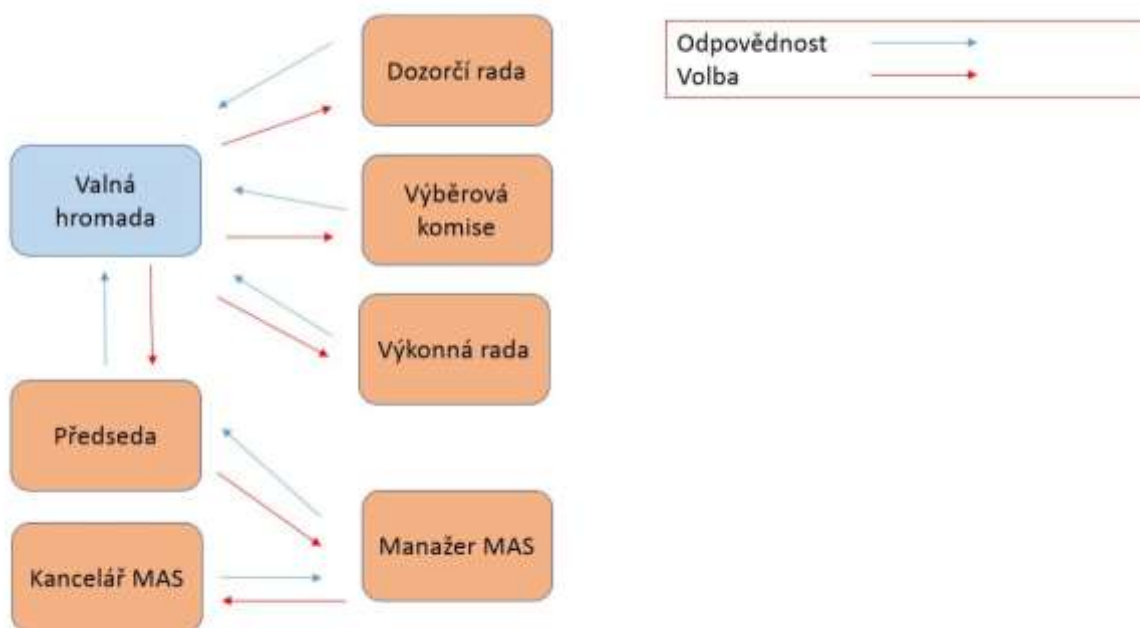 Dozorčí rada
Odpovědnost
Volba
Valná
hromada
Výběrová
komise
Výkonná rada
Předseda
Manažer MAS
Kancelář MAS